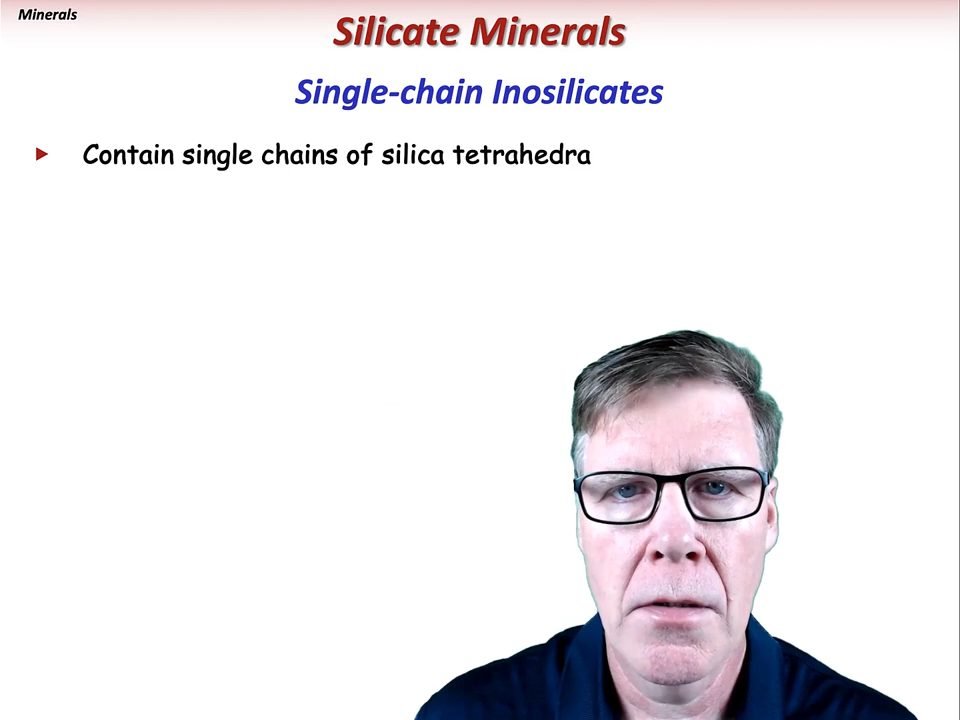 Minerals
Silicate Minerals
Single-chain Inosilicates
Contain single chains of silica tetrahedra